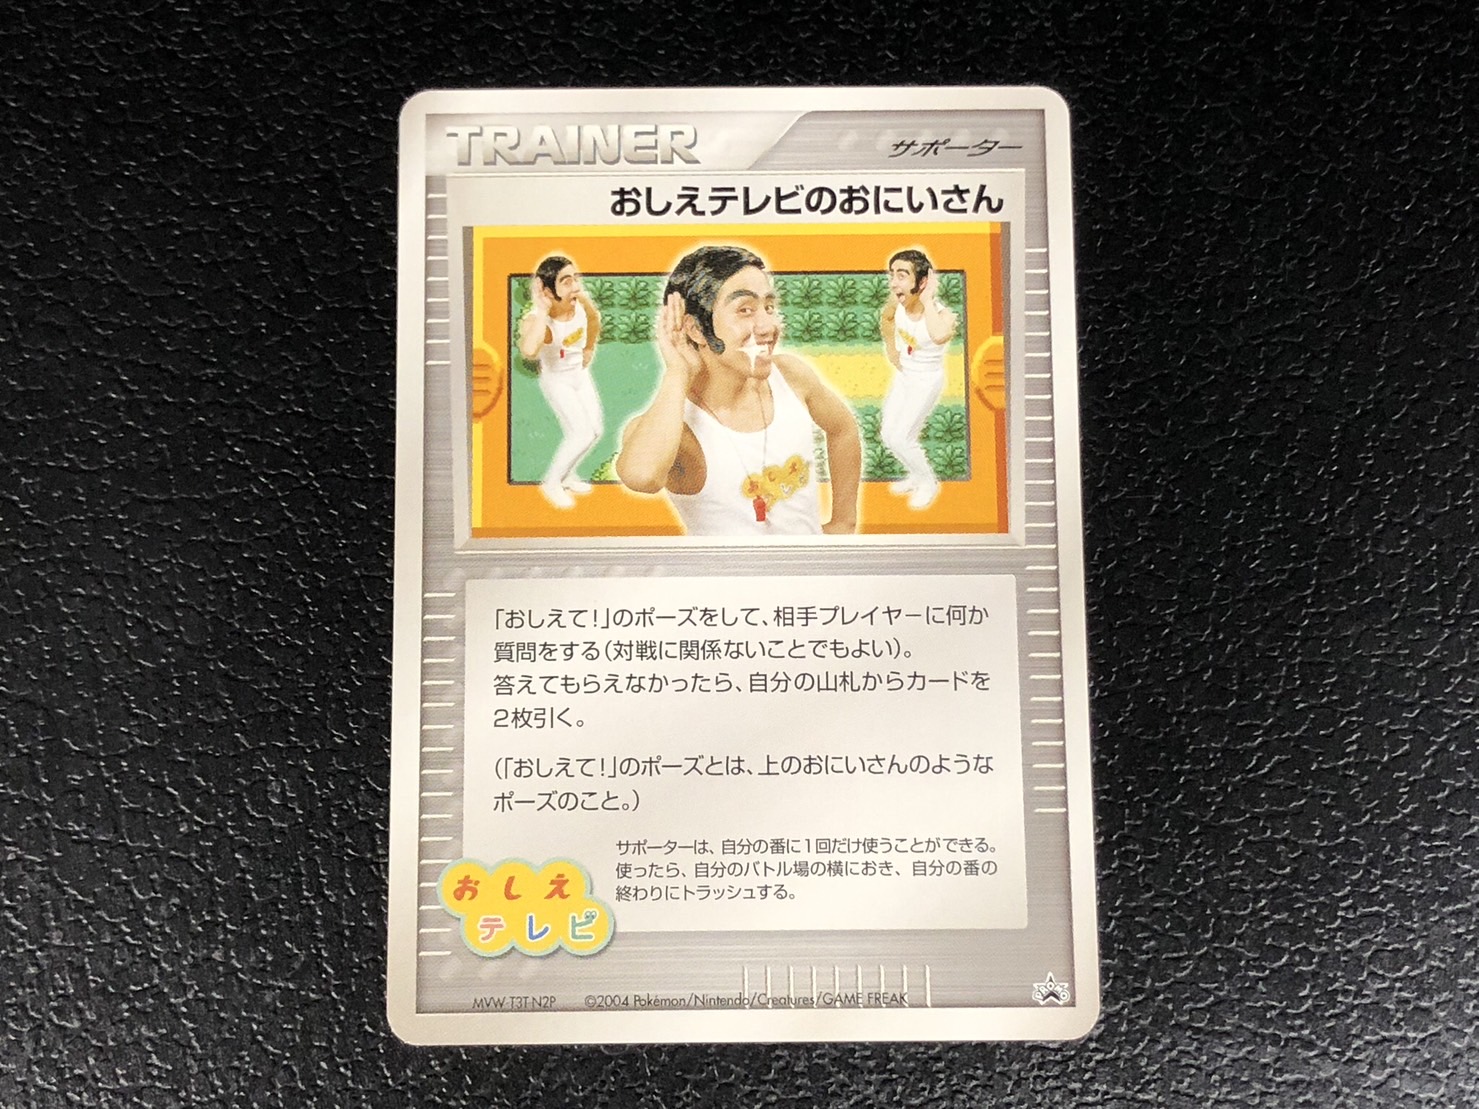 TRAINER
サポーター
おしえテレビのおにいさん
おしえ
「おしえて!」のポーズをして、相手プレイヤーに何か
質問をする(対戦に関係ないことでもよい)。
答えてもらえなかったら、自分の山札からカードを
2枚引く。
(「おしえて!」のポーズとは、上のおにいさんのような
ポーズのこと。)
サポーターは、自分の番に1回だけ使うことができる。
使ったら、自分のバトル場の横におき、自分の番の
終わりにトラッシュする。
おしえ
テレビ
MVW-T3T-N2P ©2004 Pokémon/Nintendo/Creatures/GAME FREAK
PROMO